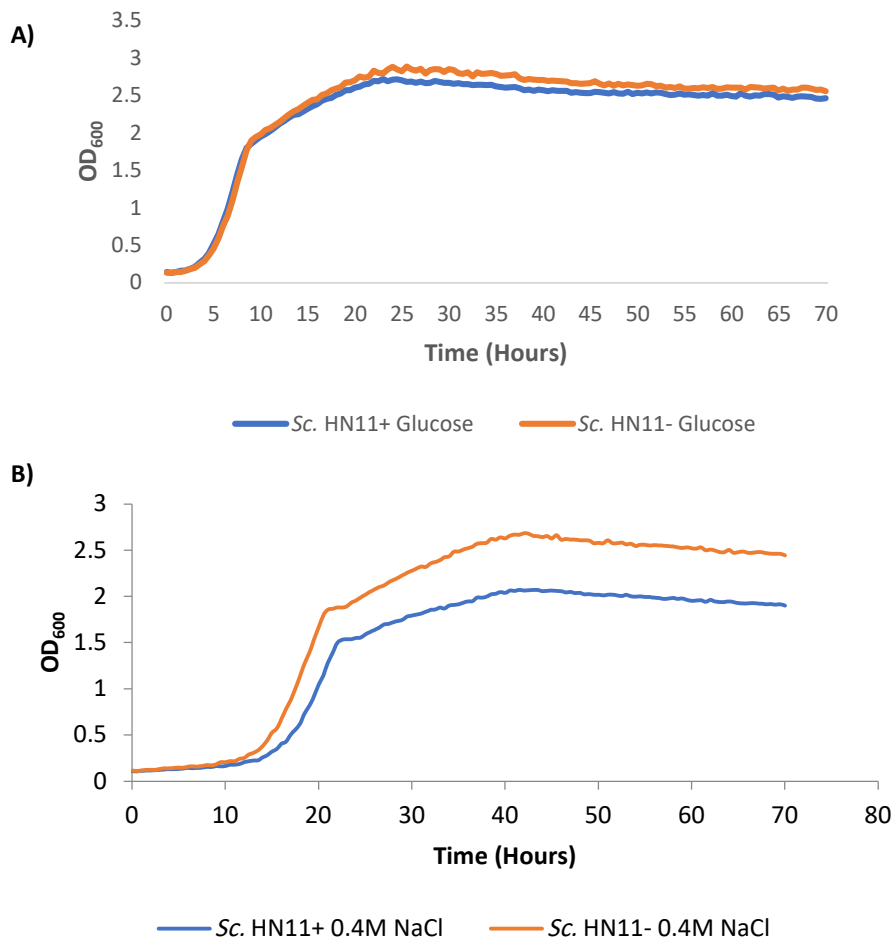 A)
3.5
3
2.5
2
1.5
1
0.5
0
OD600
0 5 10 15 20 25 30 35 40 45 50 55 60 65 70
Time (Hours)
Sc. HN11+ Glucose Sc. HN11- Glucose
B)
3
2.5
2
1.5
1
0.5
0
OD600
0 10 20 30 40 50 60 70 80
Time (Hours)
Sc. HN11+ 0.4M NaCl Sc. HN11- 0.4M NaCl